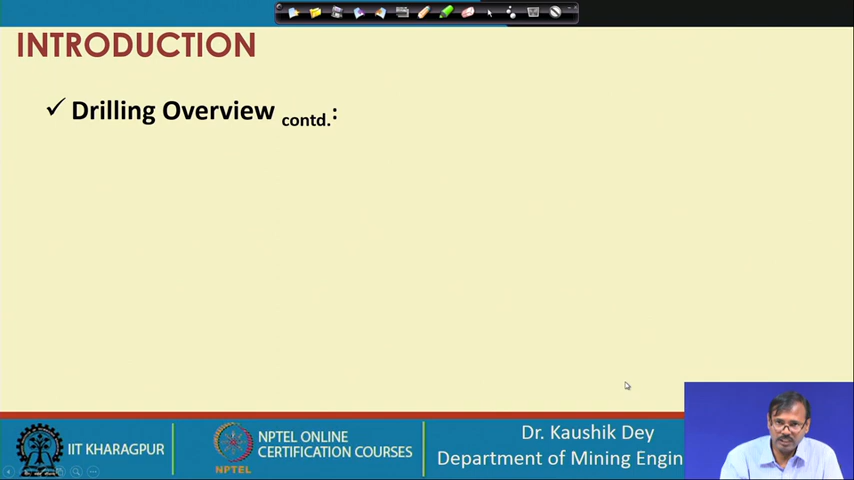 INTRODUCTION
✓ Drilling Overview contd.:
IIT KHARAGPUR
NPTEL
NPTEL ONLINE
CERTIFICATION COURSES
Dr. Kaushik Dey
Department of Mining Engin